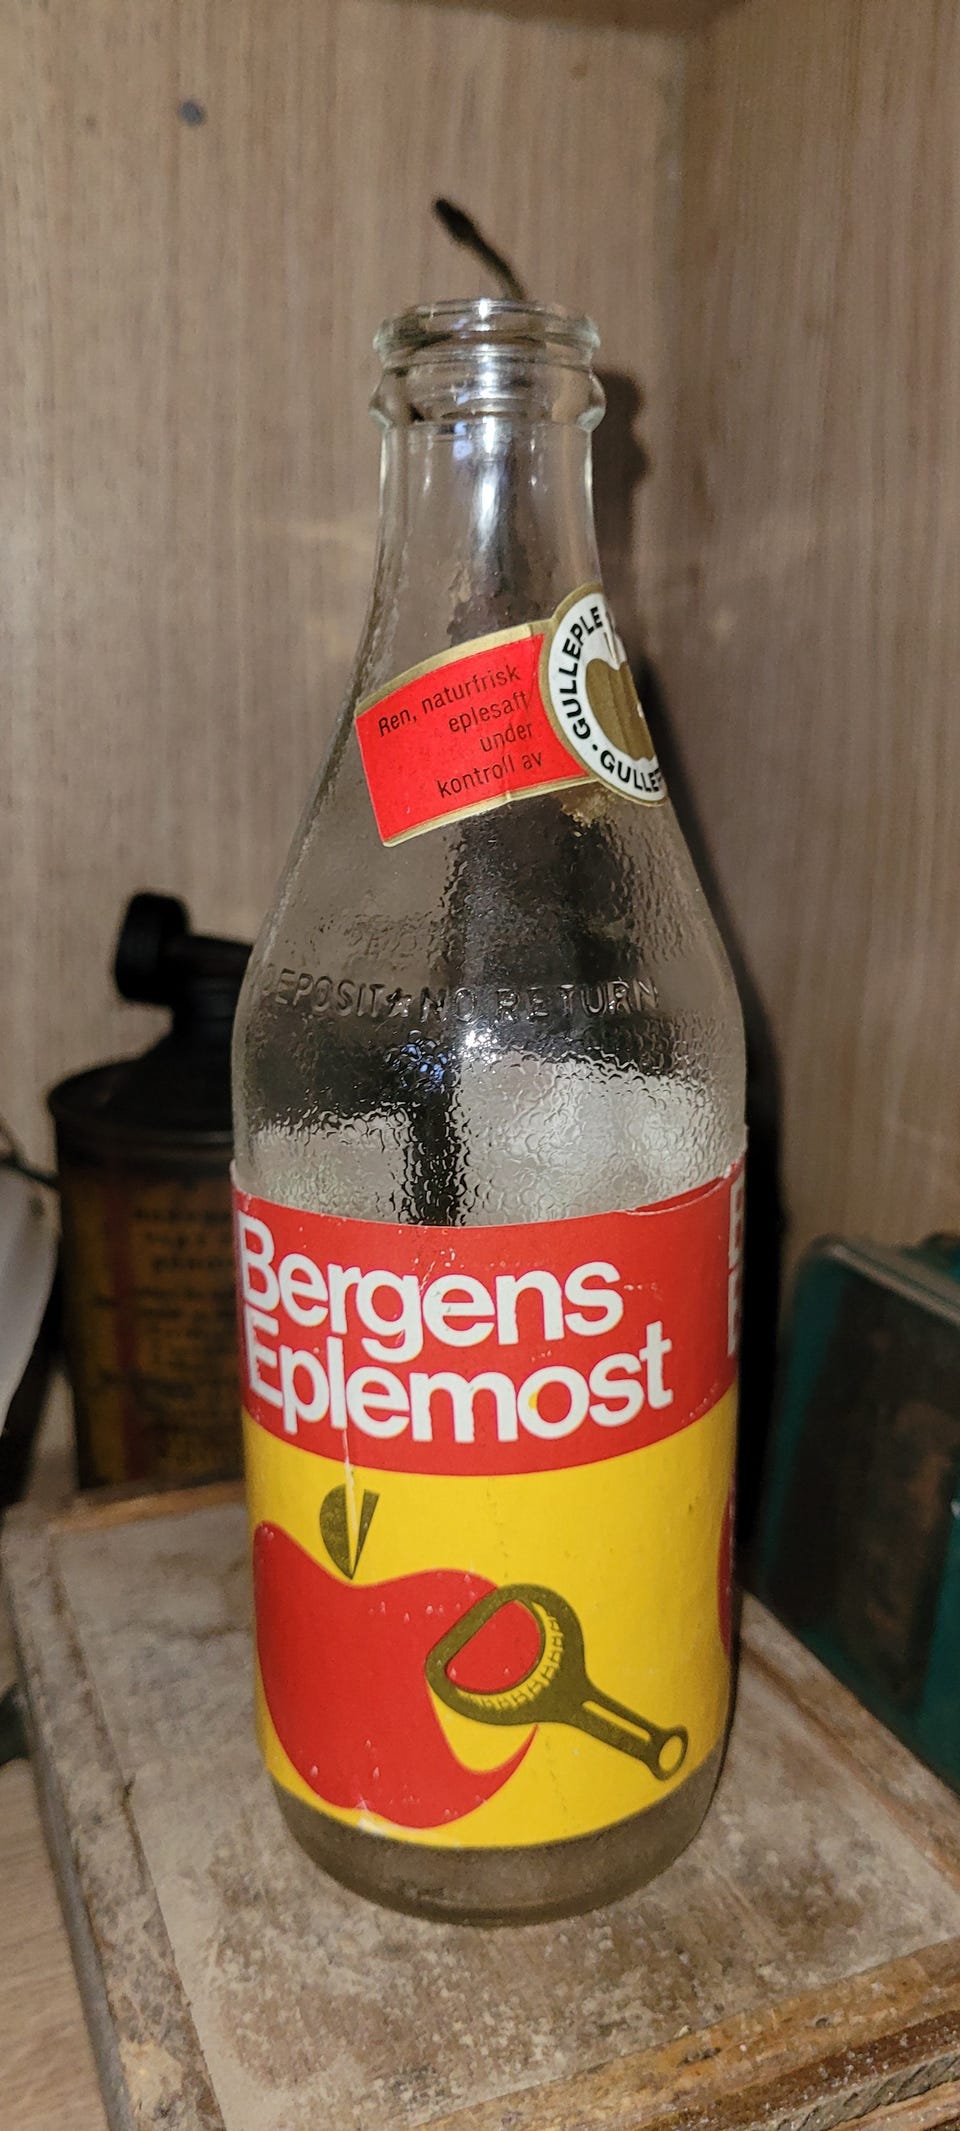 Ren, naturfrisk
eplesaft
under
kontroll av
GULLEPLE
GULLE
DEPOSIT NO RETURN
Bergens
Eplemost